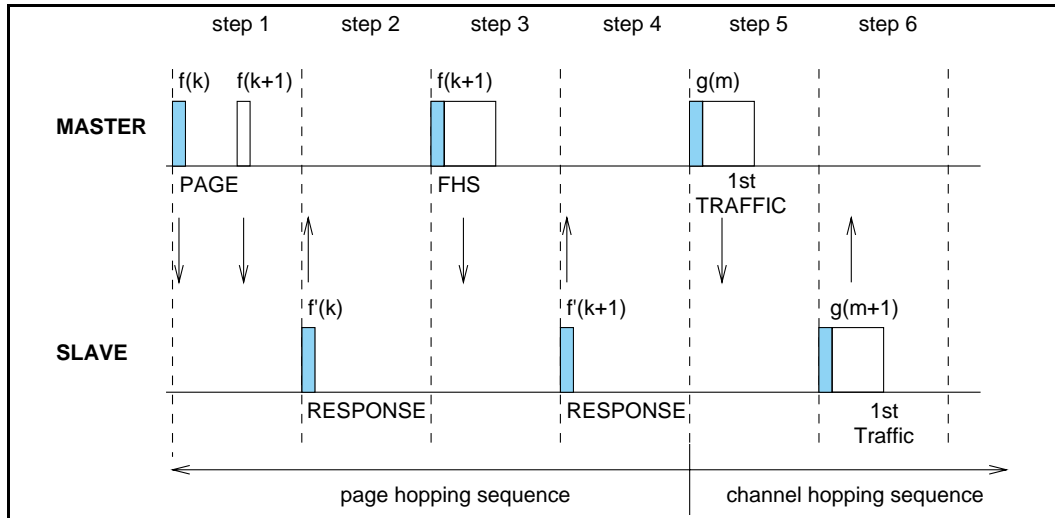 step 1 step 2 step 3 step 4 step 5 step 6
f(k) f(k+1) f(k+1) g(m)
MASTER
PAGE FHS 1st
TRAFFIC
f'(k) f'(k+1) g(m+1)
SLAVE
RESPONSE RESPONSE 1st
Traffic
page hopping sequence channel hopping sequence